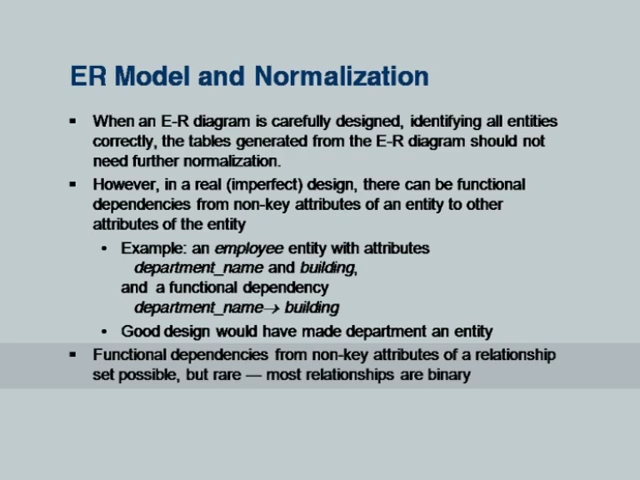 ER Model and Normalization
▪ When an E-R diagram is carefully designed, identifying all entities
correctly, the tables generated from the E-R diagram should not
need further normalization.
▪ However, in a real (imperfect) design, there can be functional
dependencies from non-key attributes of an entity to other
attributes of the entity
• Example: an employee entity with attributes
department_name and building,
and a functional dependency
department_name→ building
• Good design would have made department an entity
▪ Functional dependencies from non-key attributes of a relationship
set possible, but rare — most relationships are binary